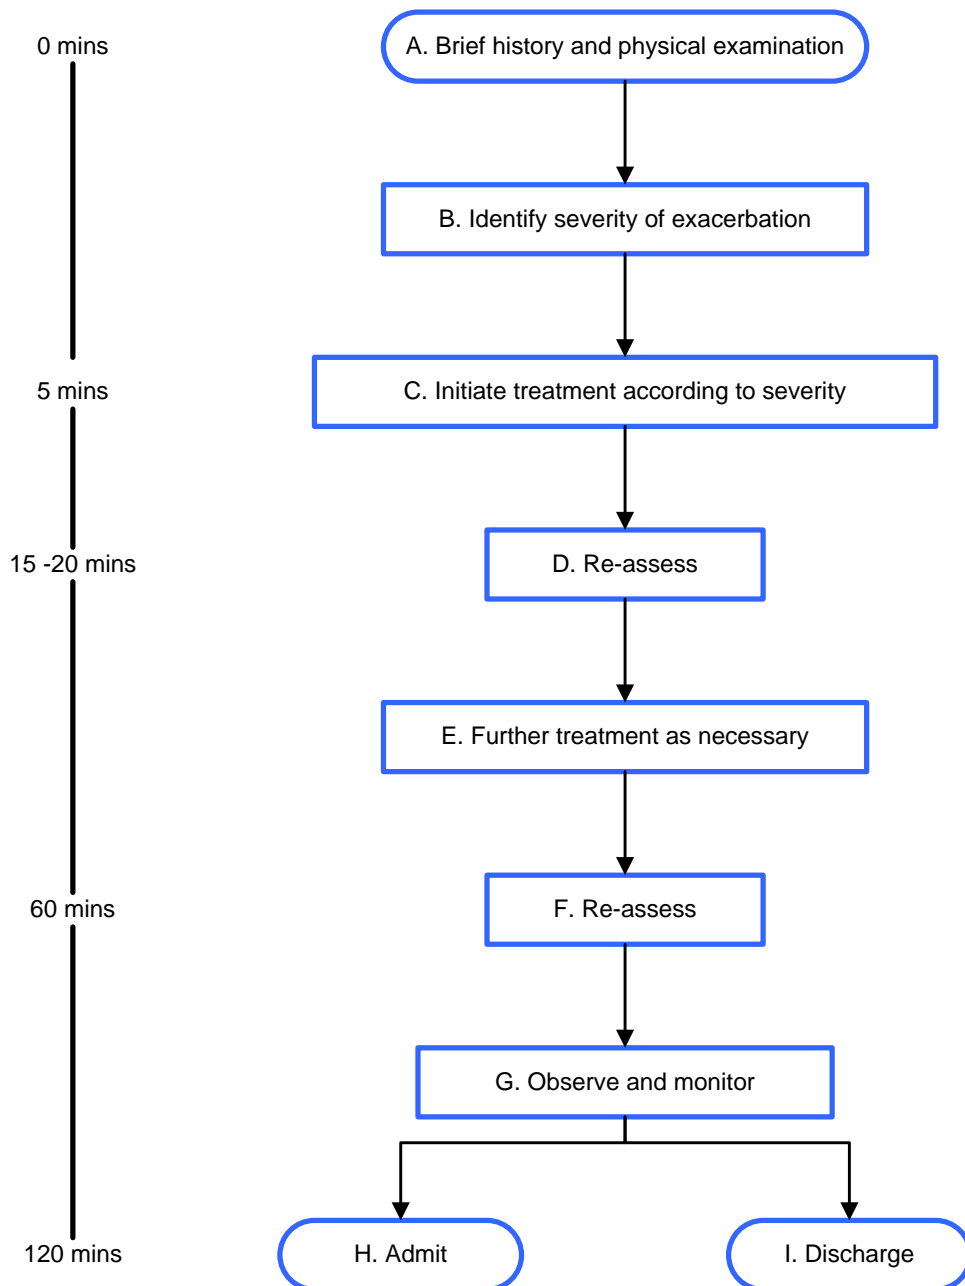 0 mins
A. Brief history and physical examination
B. Identify severity of exacerbation
5 mins
C. Initiate treatment according to severity
15 -20 mins
D. Re-assess
E. Further treatment as necessary
60 mins
F. Re-assess
G. Observe and monitor
120 mins
H. Admit
I. Discharge